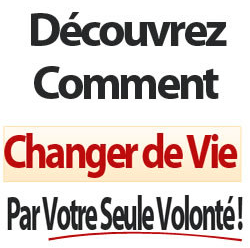 Découvrez
Comment
Changer de Vie
Par Votre Seule Volonté !